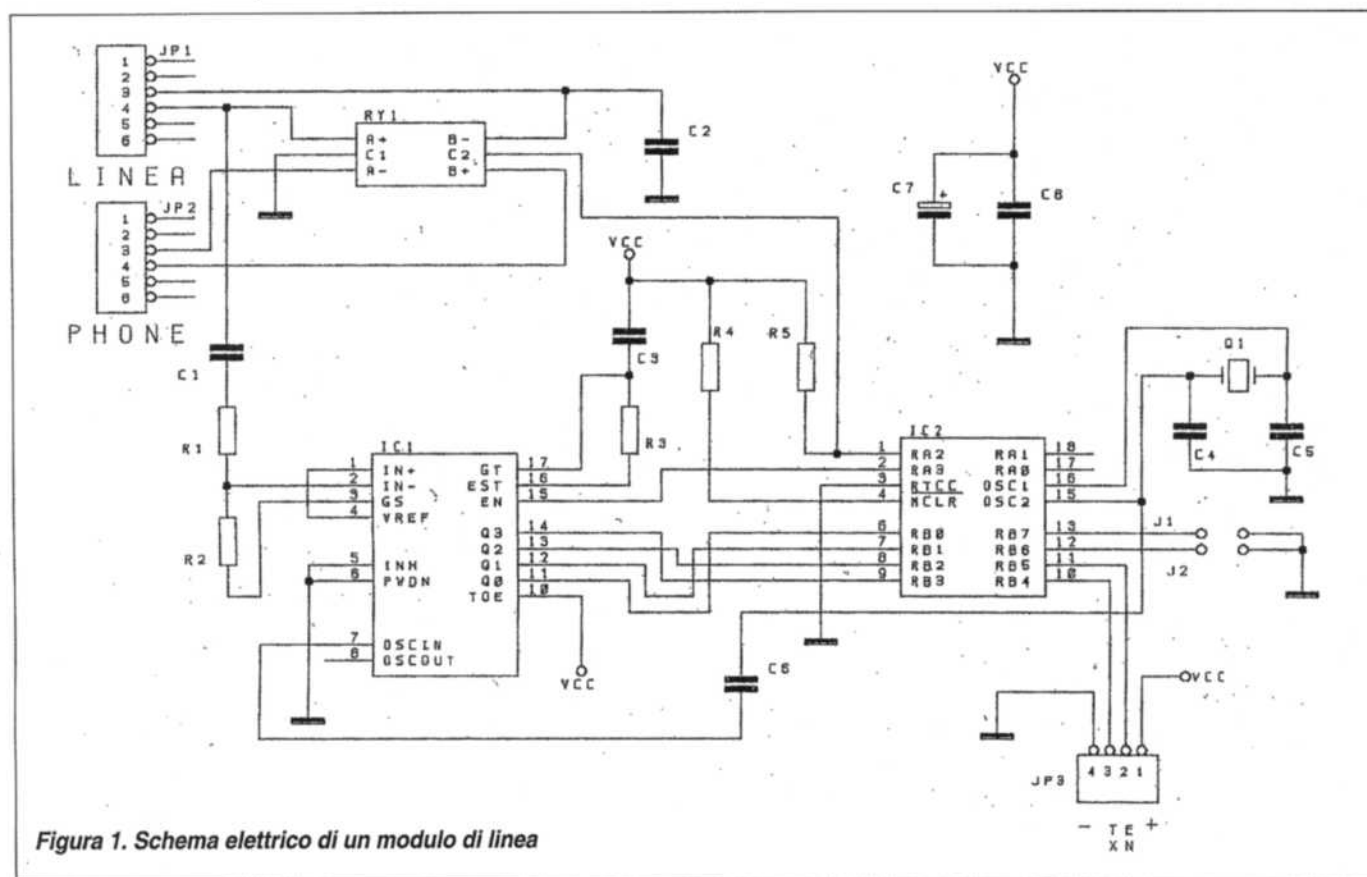 JP1
1
2
3
4
5
6
LINEA
JP2
1
2
3
4
5
6
PHONE
RY1
A+ B-
C1 C2
A- B+
C2
VCC
C7 + C8
VCC
C3
R4
R5
R3
C1
R1
R2
IC1
1 IN+ GT 17
2 IN- EST 16
3 GS EN 15
4 VREF
Q3 14
5 INH Q2 13
6 PWDN Q1 12
Q0 11
TOE 10
7 OSCIN
8 OSCOUT
VCC
C6
IC2
1 RA2 RA1 18
2 RA3 RA0 17
3 RTCC OSC1 16
4 MCLR OSC2 15
6 RB0 RB7 13
7 RB1 RB6 12
8 RB2 RB5 11
9 RB3 RB4 10
Q1
C4
C5
J1
J2
VCC
JP3
4 3 2 1
- TX EN +
Figura 1. Schema elettrico di un modulo di linea